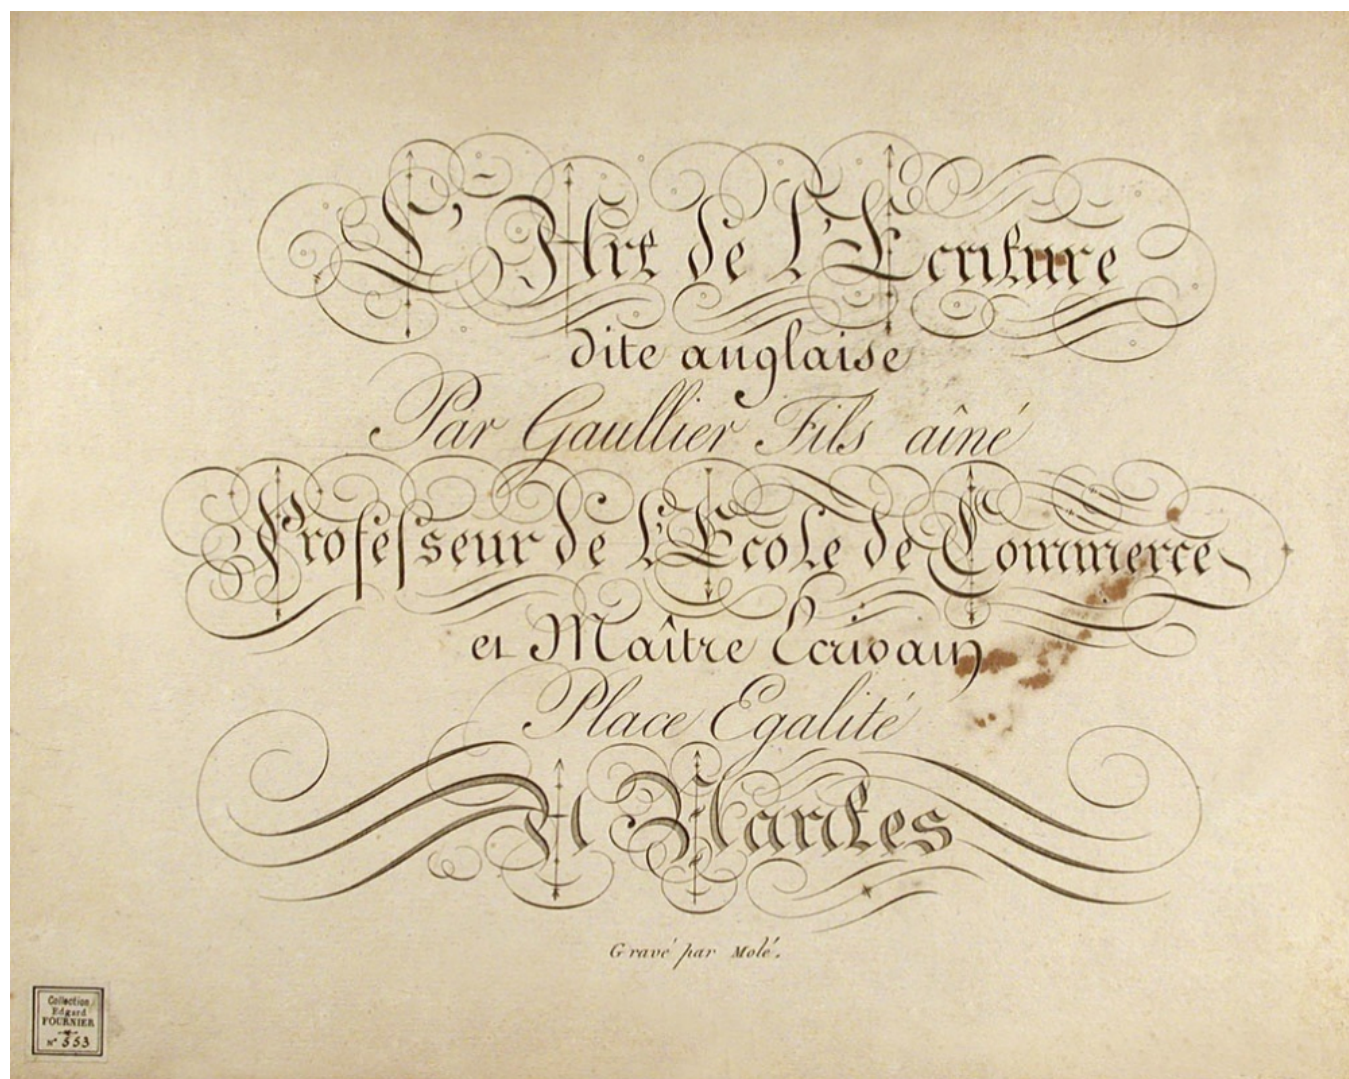 L'Art de l'Ecriture
dite anglaise
Par Gaullier Fils aîné
Professeur de l'Ecole de Commerce
et Maître Ecrivain
Place Egalité
A Nantes
Gravé par Molé.
Collection
Edgard
FOURNIER
N° 553